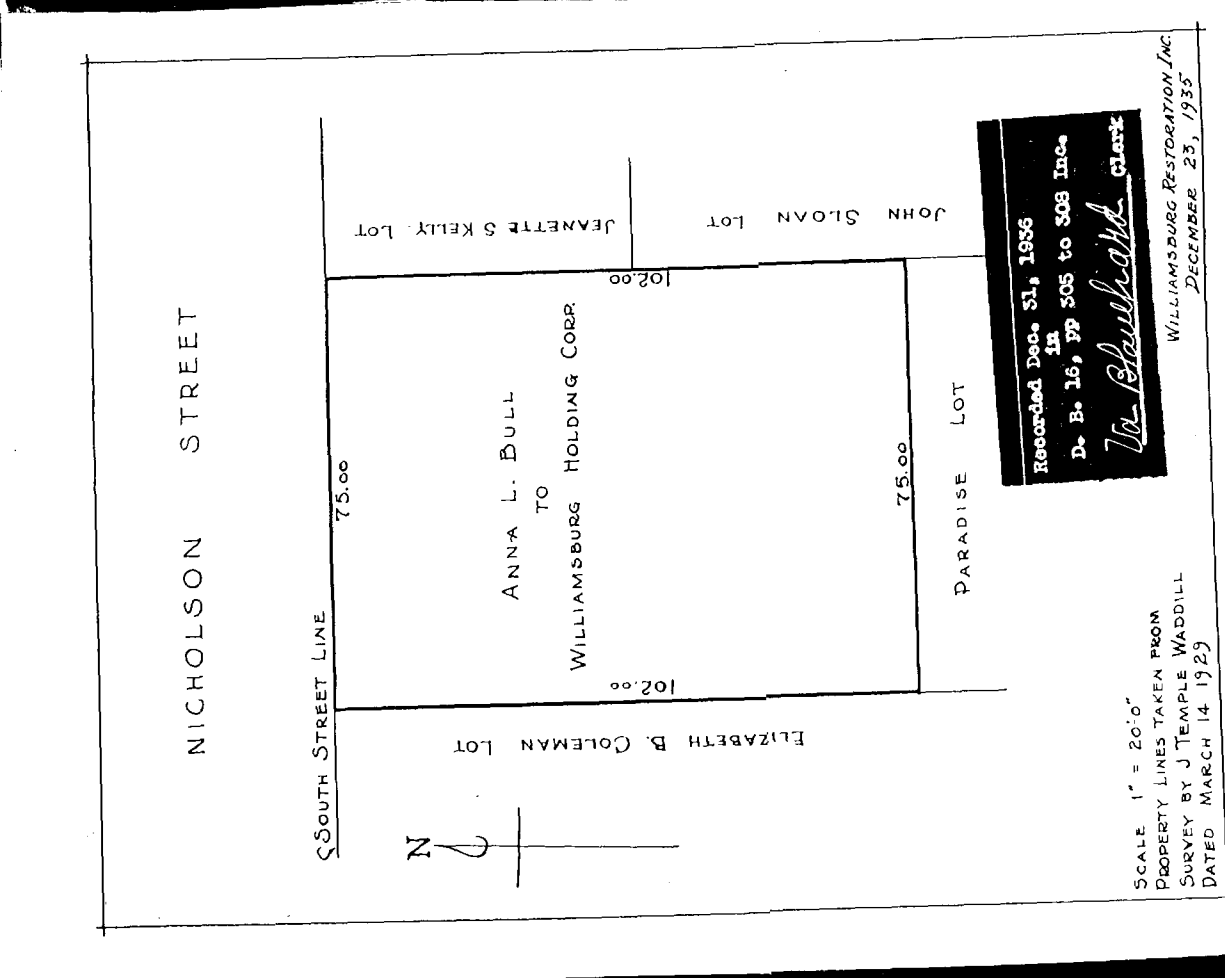 NICHOLSON STREET
SOUTH STREET LINE
75.00
JEANETTE S KELLY LOT
JOHN SLOAN LOT
102.00
ANNA L. BULL
TO
WILLIAMSBURG HOLDING CORP.
102.00
ELIZABETH B. COLEMAN LOT
N
75.00
PARADISE LOT
Recorded Dec. 31, 1936
in
D. B. 16, pp 305 to 308 Inc.
Clerk
SCALE 1" = 20'-0"
PROPERTY LINES TAKEN FROM
SURVEY BY J TEMPLE WADDILL
DATED MARCH 14 1929
WILLIAMSBURG RESTORATION INC.
DECEMBER 23, 1935